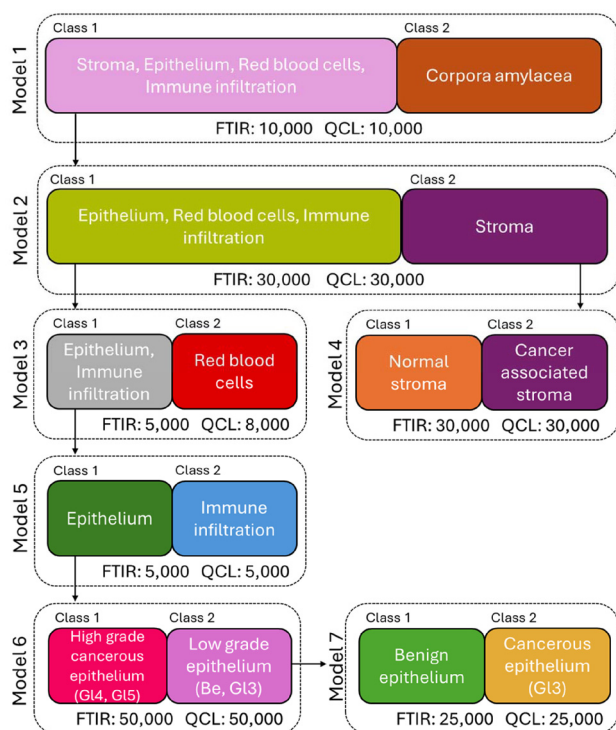 Model 1
Class 1
Class 2
Stroma, Epithelium, Red blood cells,
Immune infiltration
Corpora amylacea
FTIR: 10,000 QCL: 10,000
Model 2
Class 1
Class 2
Epithelium, Red blood cells, Immune
infiltration
Stroma
FTIR: 30,000 QCL: 30,000
Model 3
Class 1
Class 2
Epithelium,
Immune
infiltration
Red blood
cells
FTIR: 5,000 QCL: 8,000
Model 4
Class 1
Class 2
Normal
stroma
Cancer
associated
stroma
FTIR: 30,000 QCL: 30,000
Model 5
Class 1
Class 2
Epithelium
Immune
infiltration
FTIR: 5,000 QCL: 5,000
Model 6
Class 1
Class 2
High grade
cancerous
epithelium
(Gl4, Gl5)
Low grade
epithelium
(Be, Gl3)
FTIR: 50,000 QCL: 50,000
Model 7
Class 1
Class 2
Benign
epithelium
Cancerous
epithelium
(Gl3)
FTIR: 25,000 QCL: 25,000